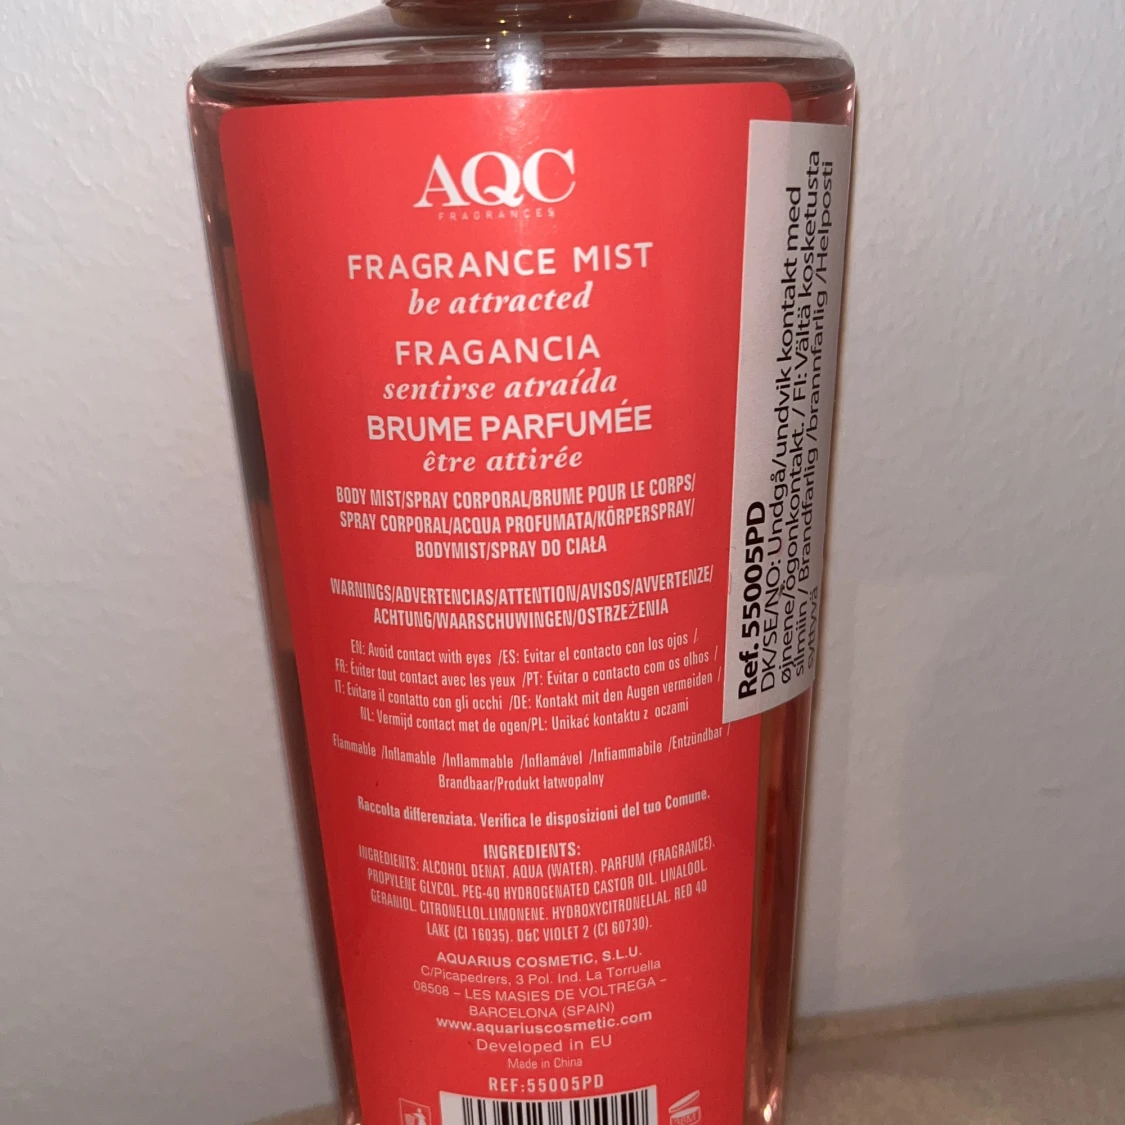 AQC
FRAGRANCES
FRAGRANCE MIST
be attracted
FRAGANCIA
sentirse atraída
BRUME PARFUMÉE
être attirée
BODY MIST/SPRAY CORPORAL/BRUME POUR LE CORPS/
SPRAY CORPORAL/ACQUA PROFUMATA/KÖRPERSPRAY/
BODYMIST/SPRAY DO CIAŁA
WARNINGS/ADVERTENCIAS/ATTENTION/AVISOS/AVVERTENZE/
ACHTUNG/WAARSCHUWINGEN/OSTRZEŻENIA
EN: Avoid contact with eyes /ES: Evitar el contacto con los ojos /
FR: Éviter tout contact avec les yeux /PT: Evitar o contacto com os olhos /
IT: Evitare il contatto con gli occhi /DE: Kontakt mit den Augen vermeiden /
NL: Vermijd contact met de ogen/PL: Unikać kontaktu z oczami
Flammable /Inflamable /Inflammable /Inflamável /Infiammabile /Entzündbar /
Brandbaar/Produkt łatwopalny
Raccolta differenziata. Verifica le disposizioni del tuo Comune.
INGREDIENTS:
INGREDIENTS: ALCOHOL DENAT. AQUA (WATER). PARFUM (FRAGRANCE).
PROPYLENE GLYCOL. PEG-40 HYDROGENATED CASTOR OIL. LINALOOL.
GERANIOL. CITRONELLOL.LIMONENE. HYDROXYCITRONELLAL. RED 40
LAKE (CI 16035). D&C VIOLET 2 (CI 60730).
AQUARIUS COSMETIC, S.L.U.
C/Picapedrers, 3 Pol. Ind. La Torruella
08508 – LES MASIES DE VOLTREGA –
BARCELONA (SPAIN)
www.aquariuscosmetic.com
Developed in EU
Made in China
REF:55005PD
Ref.55005PD
DK/SE/NO: Undgå/undvik kontakt med
øjnene/ögonkontakt. / FI: Vältä kosketusta
silmiin / Brandfarlig /brannfarlig /Helposti
syttyvä